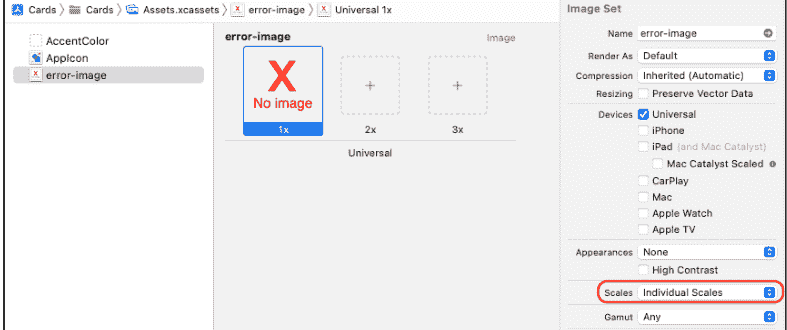 Cards 〉 Cards 〉 Assets.xcassets 〉 error-image 〉 Universal 1x
AccentColor
AppIcon
error-image
error-image
Image
X
No image
1x
+
2x
+
3x
Universal
Image Set
Name error-image
Render As Default
Compression Inherited (Automatic)
Resizing Preserve Vector Data
Devices Universal
iPhone
iPad (and Mac Catalyst)
Mac Catalyst Scaled
CarPlay
Mac
Apple Watch
Apple TV
Appearances None
High Contrast
Scales Individual Scales
Gamut Any